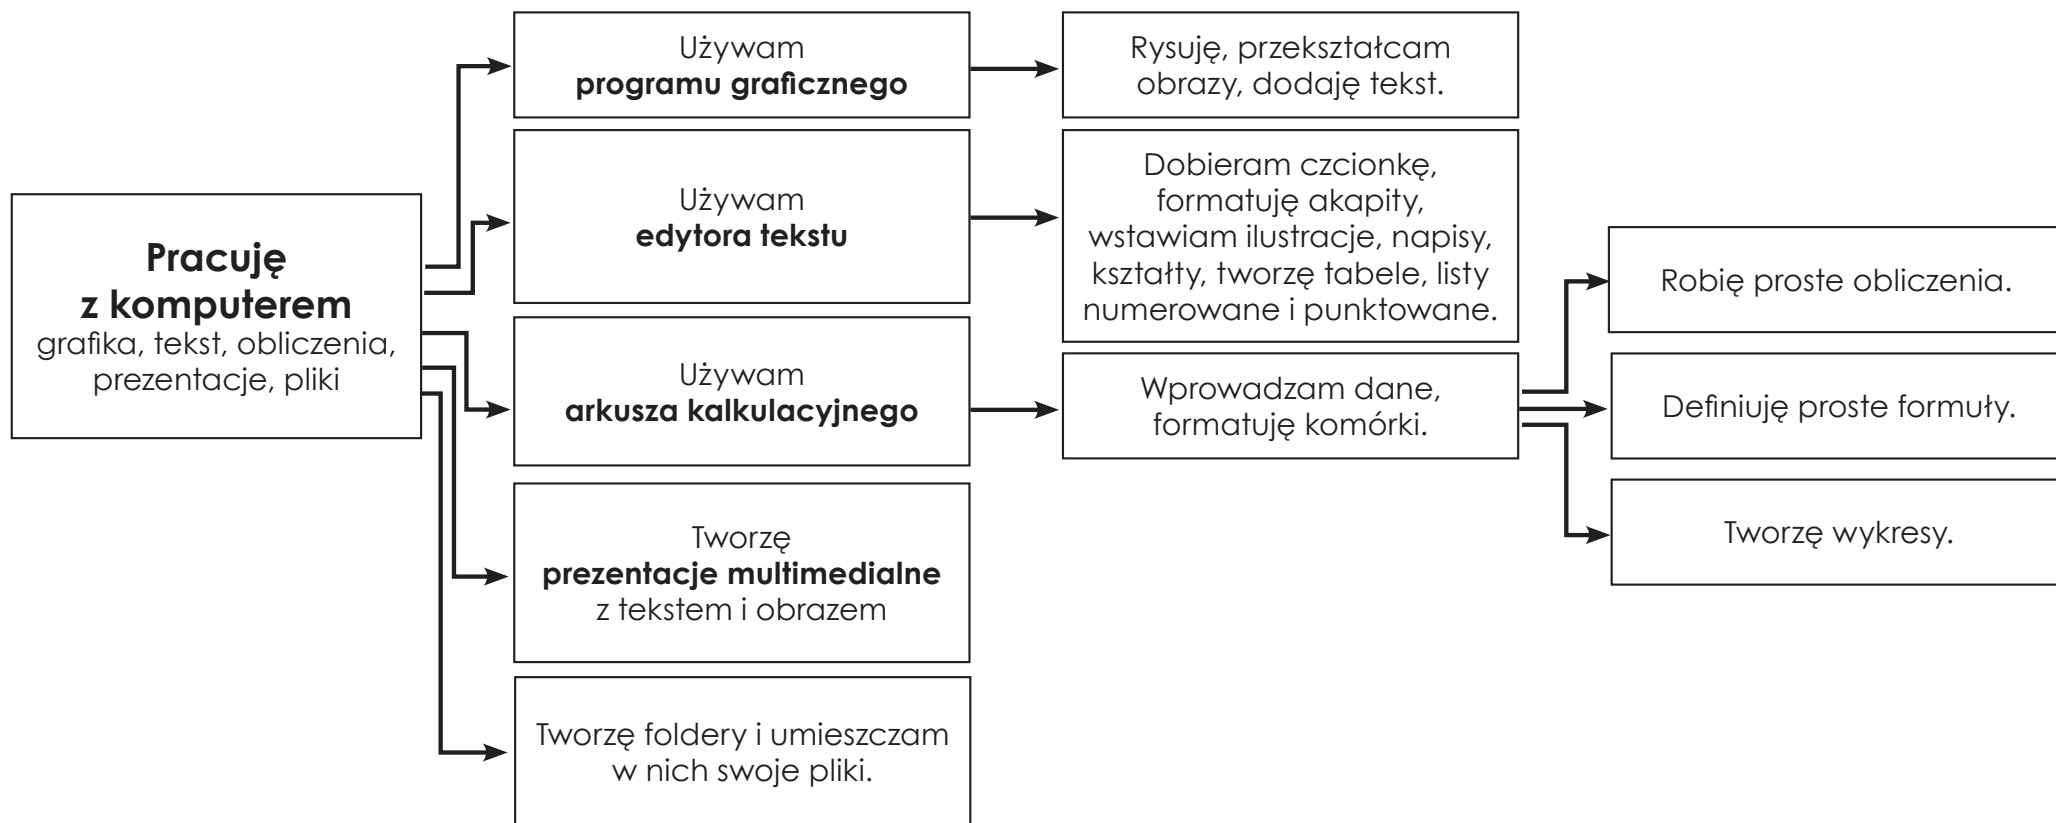 Pracuję
z komputerem
grafika, tekst, obliczenia,
prezentacje, pliki
Używam
programu graficznego
Rysuję, przekształcam
obrazy, dodaję tekst.
Używam
edytora tekstu
Dobieram czcionkę,
formatuję akapity,
wstawiam ilustracje, napisy,
kształty, tworzę tabele, listy
numerowane i punktowane.
Używam
arkusza kalkulacyjnego
Wprowadzam dane,
formatuję komórki.
Robię proste obliczenia.
Definiuję proste formuły.
Tworzę wykresy.
Tworzę
prezentacje multimedialne
z tekstem i obrazem
Tworzę foldery i umieszczam
w nich swoje pliki.